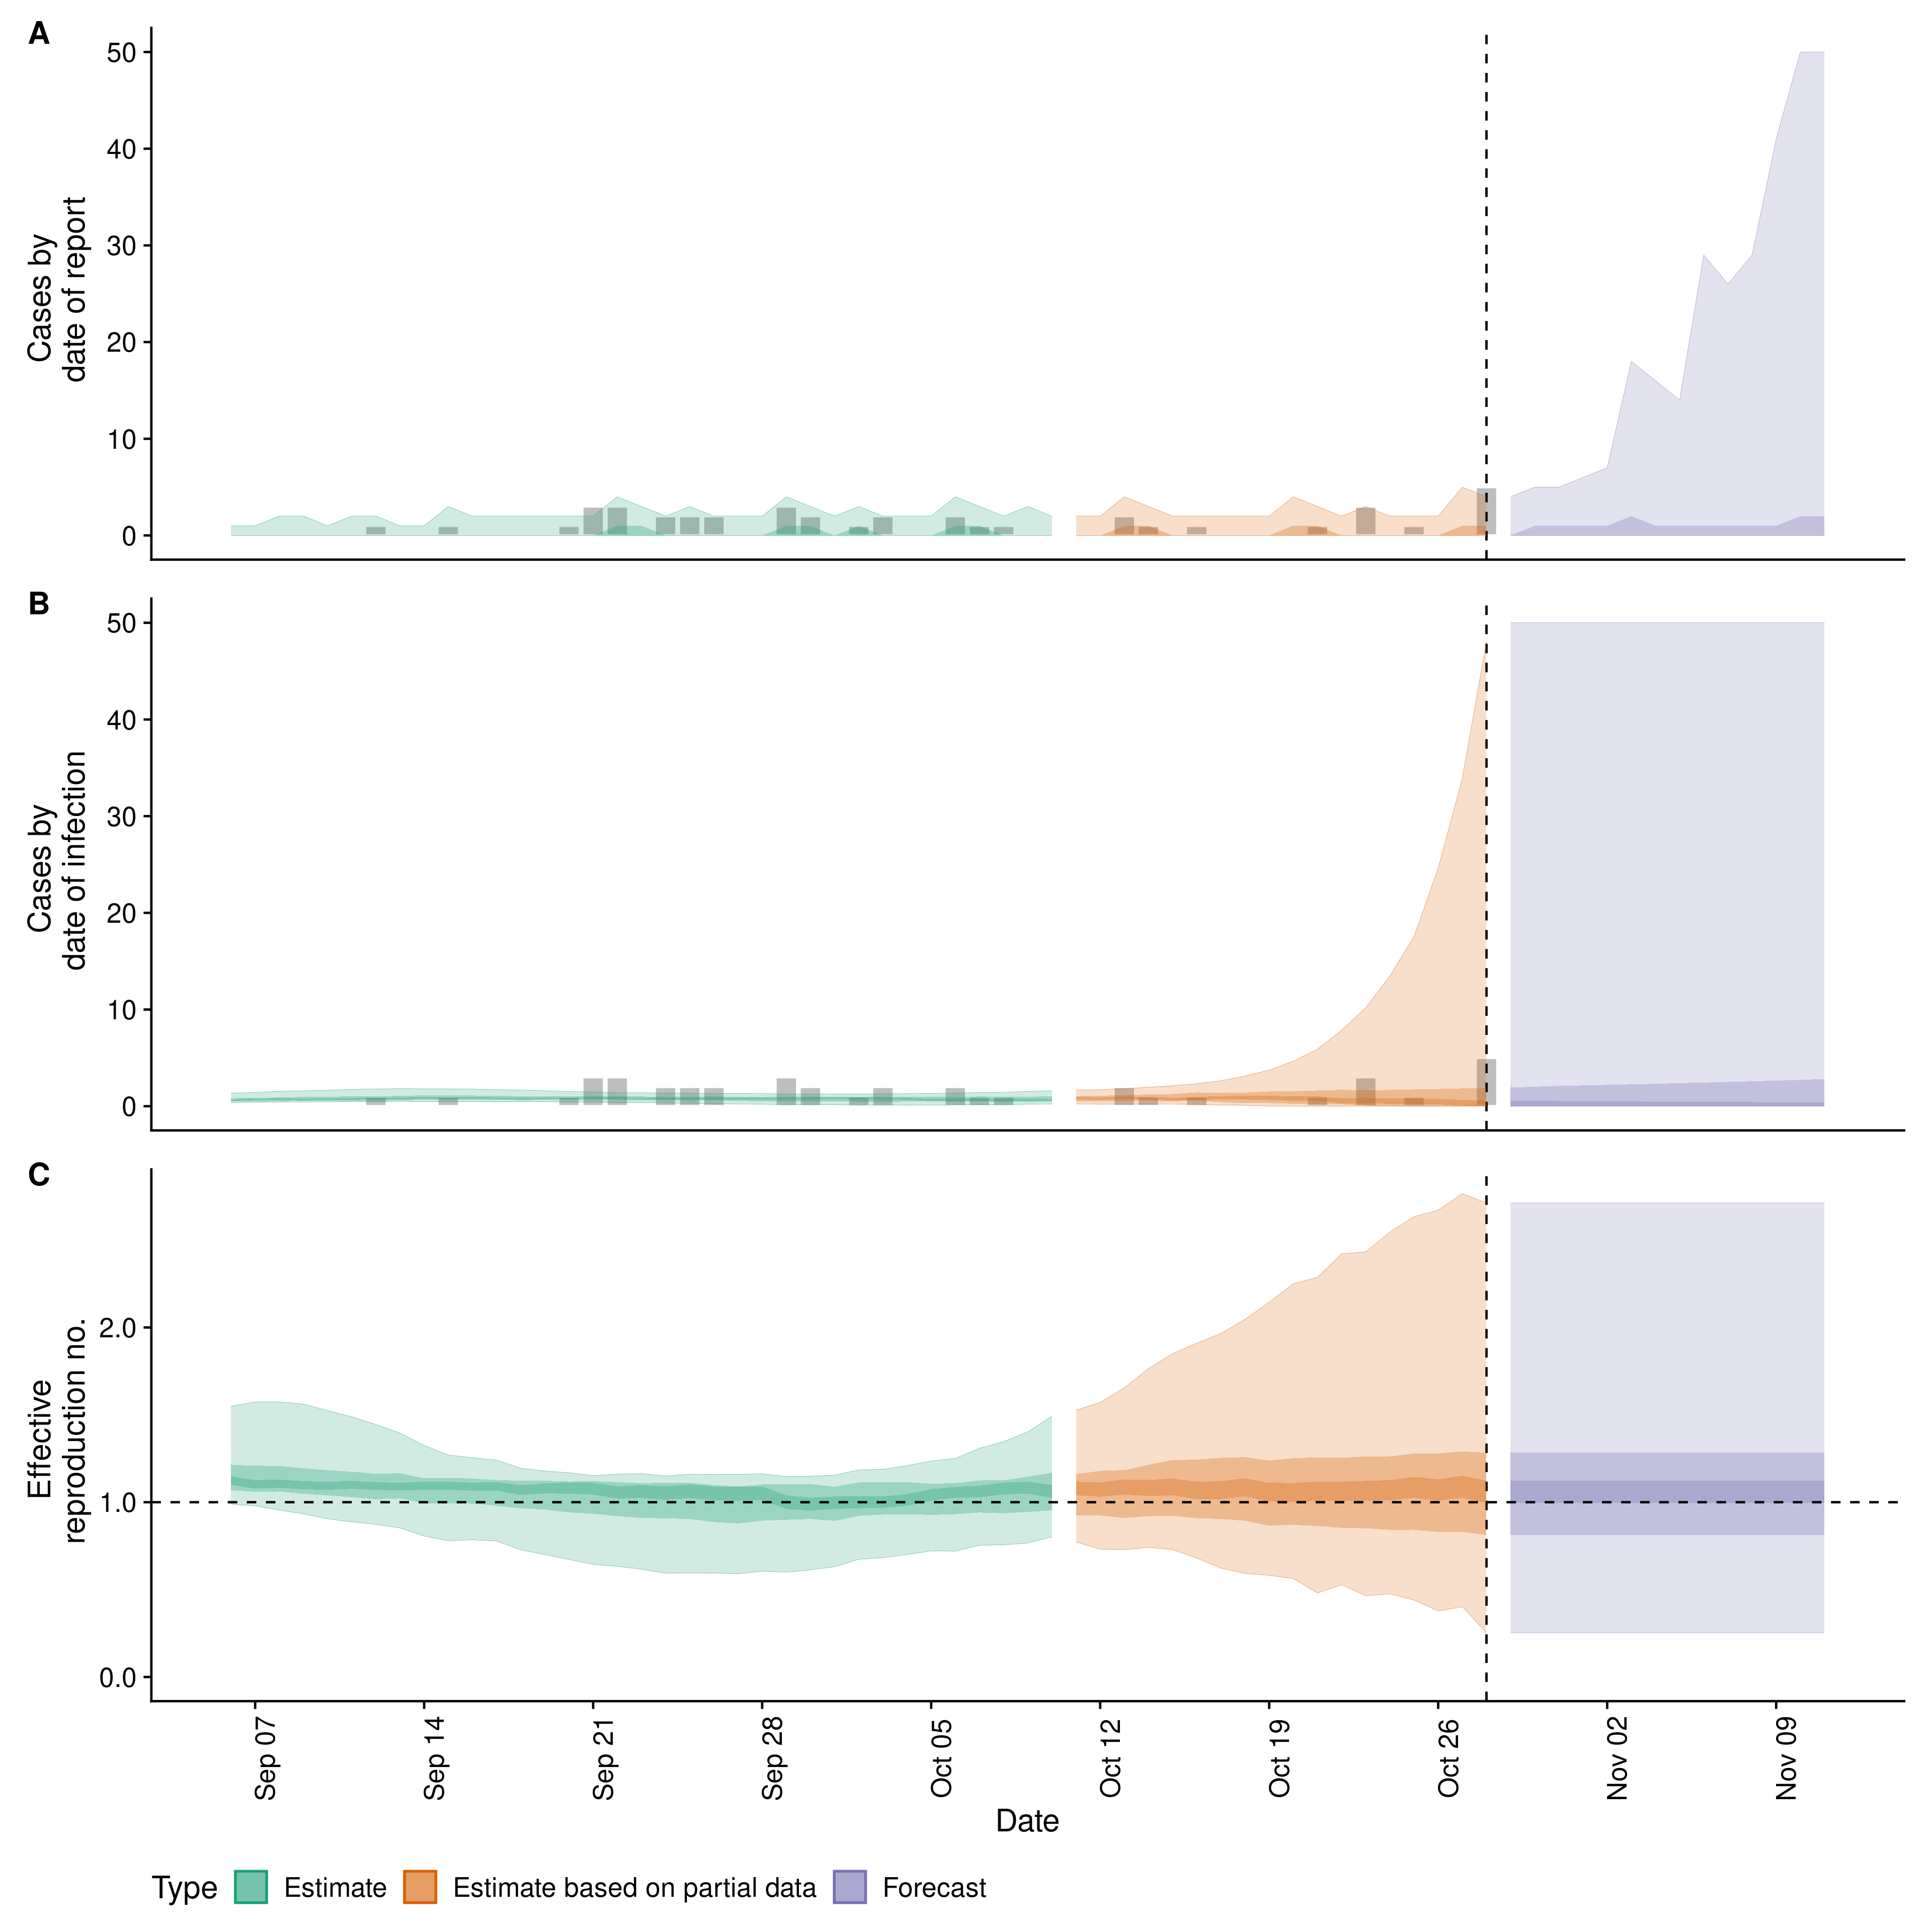 A
50
40
30
20
10
0
Cases by
date of report
B
50
40
30
20
10
0
Cases by
date of infection
C
2.0
1.0
0.0
Effective
reproduction no.
Sep 07
Sep 14
Sep 21
Sep 28
Oct 05
Oct 12
Oct 19
Oct 26
Nov 02
Nov 09
Date
Type Estimate Estimate based on partial data Forecast